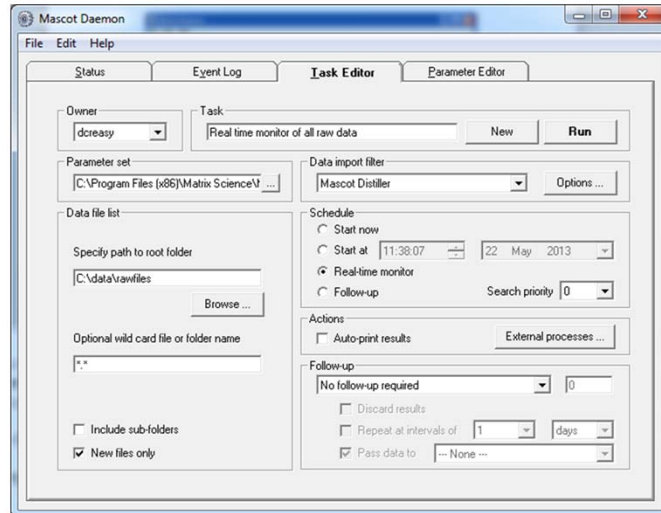 Mascot Daemon
File Edit Help
Status Event Log Task Editor Parameter Editor
Owner
dcreasy
Task
Real time monitor of all raw data New Run
Parameter set
C:\Program Files (x86)\Matrix Science\ ...
Data import filter
Mascot Distiller Options ...
Data file list
Specify path to root folder
C:\data\rawfiles
Browse ...
Optional wild card file or folder name
*.*
Include sub-folders
New files only
Schedule
Start now
Start at 11:38:07 22 May 2013
Real-time monitor
Follow-up Search priority 0
Actions
Auto-print results External processes ...
Follow-up
No follow-up required 0
Discard results
Repeat at intervals of 1 days
Pass data to --- None ---